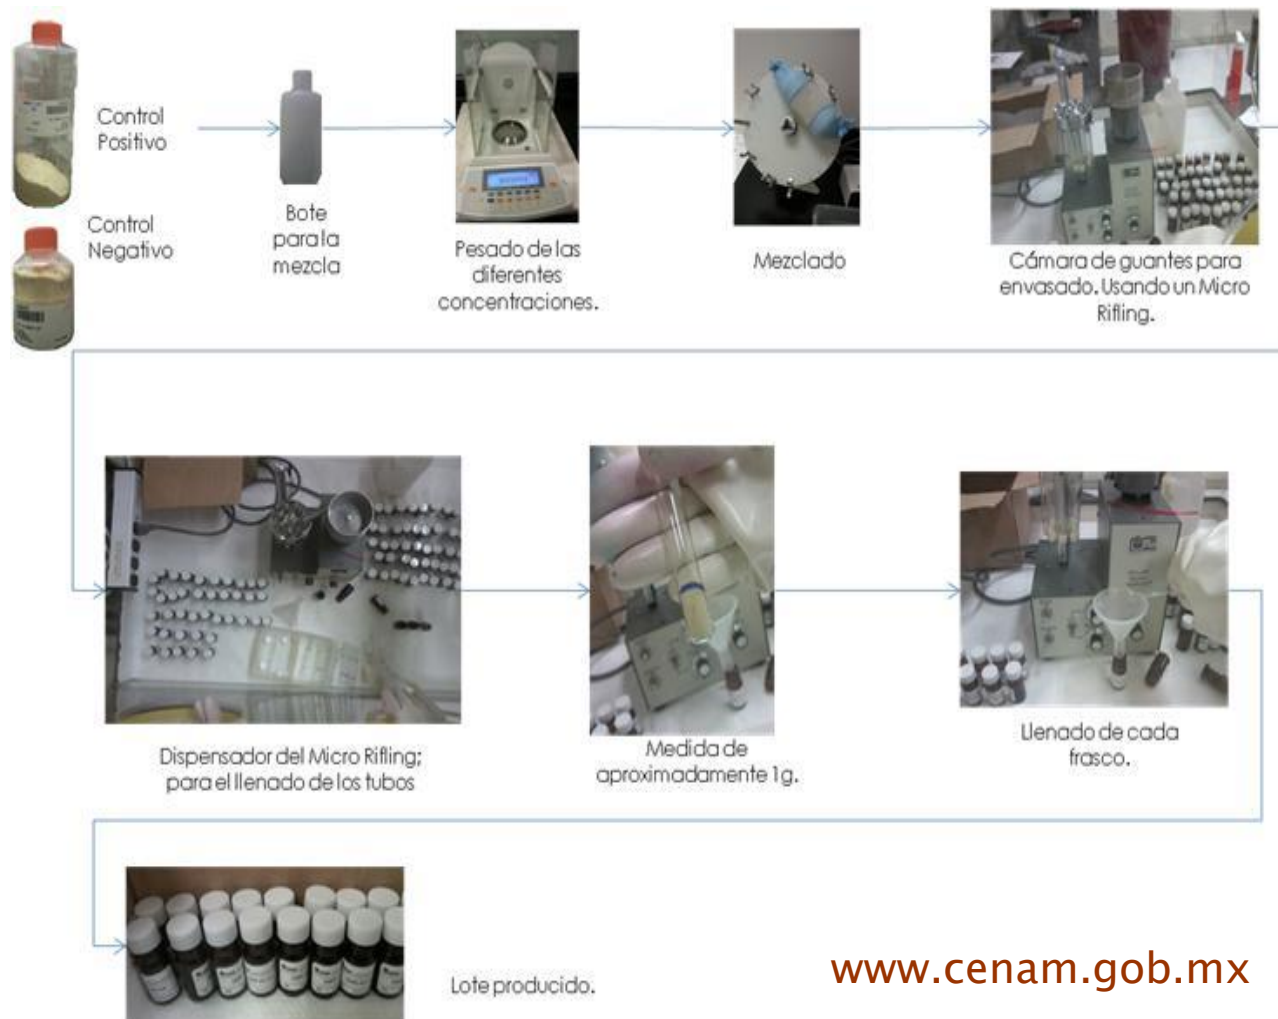 Control
Positivo
Control
Negativo
Bote
para la
mezcla
Pesado de las
diferentes
concentraciones.
Mezclado
Cámara de guantes para
envasado. Usando un Micro
Rifling.
Dispensador del Micro Rifling;
para el llenado de los tubos
Medida de
aproximadamente 1g.
Llenado de cada
frasco.
Lote producido.
www.cenam.gob.mx